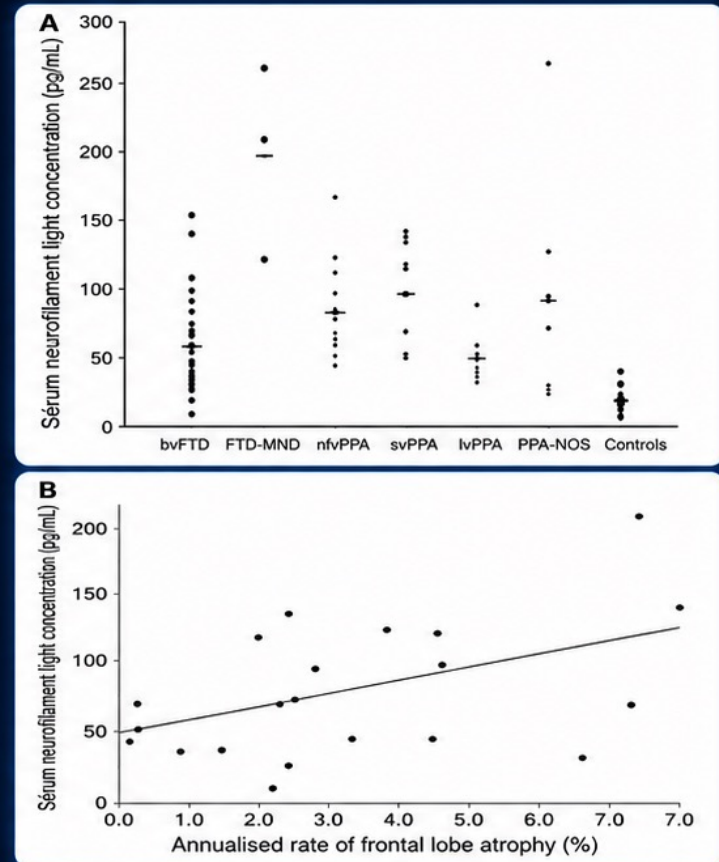 A
Sérum neurofilament light concentration (pg/mL)
300
250
200
150
100
50
0
bvFTD FTD-MND nfvPPA svPPA lvPPA PPA-NOS Controls
B
Sérum neurofilament light concentration (pg/mL)
200
150
100
50
0
0.0 1.0 2.0 3.0 4.0 5.0 6.0 7.0 7.0
Annualised rate of frontal lobe atrophy (%)